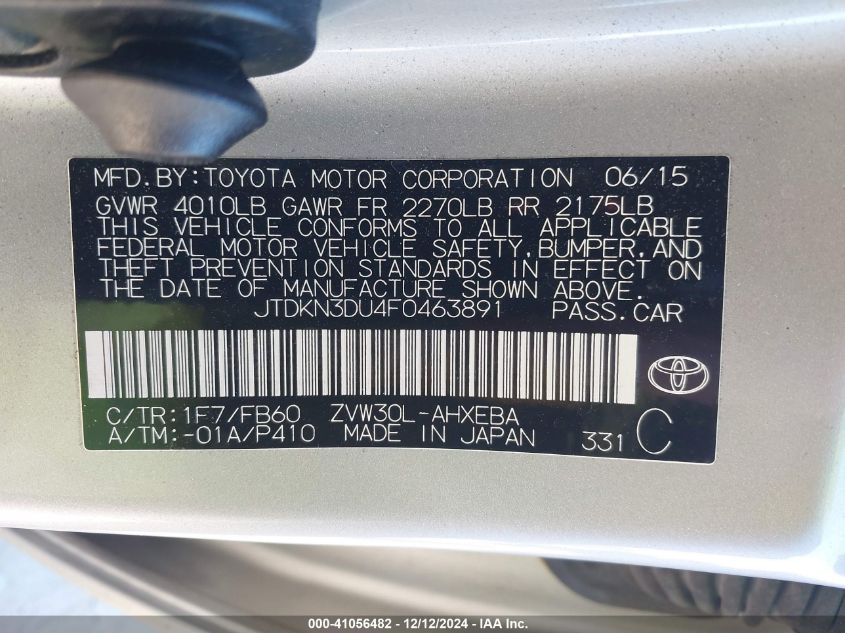 MFD. BY: TOYOTA MOTOR CORPORATION 06/15
GVWR 4010LB GAWR FR 2270LB RR 2175LB
THIS VEHICLE CONFORMS TO ALL APPLICABLE
FEDERAL MOTOR VEHICLE SAFETY, BUMPER, AND
THEFT PREVENTION STANDARDS IN EFFECT ON
THE DATE OF MANUFACTURE SHOWN ABOVE.
JTDKN3DU4F0463891 PASS. CAR
C/TR: 1F7/FB60 ZVW30L-AHXEBA
A/TM: -01A/P410 MADE IN JAPAN 331 C
000-41056482 - 12/12/2024 - IAA Inc.